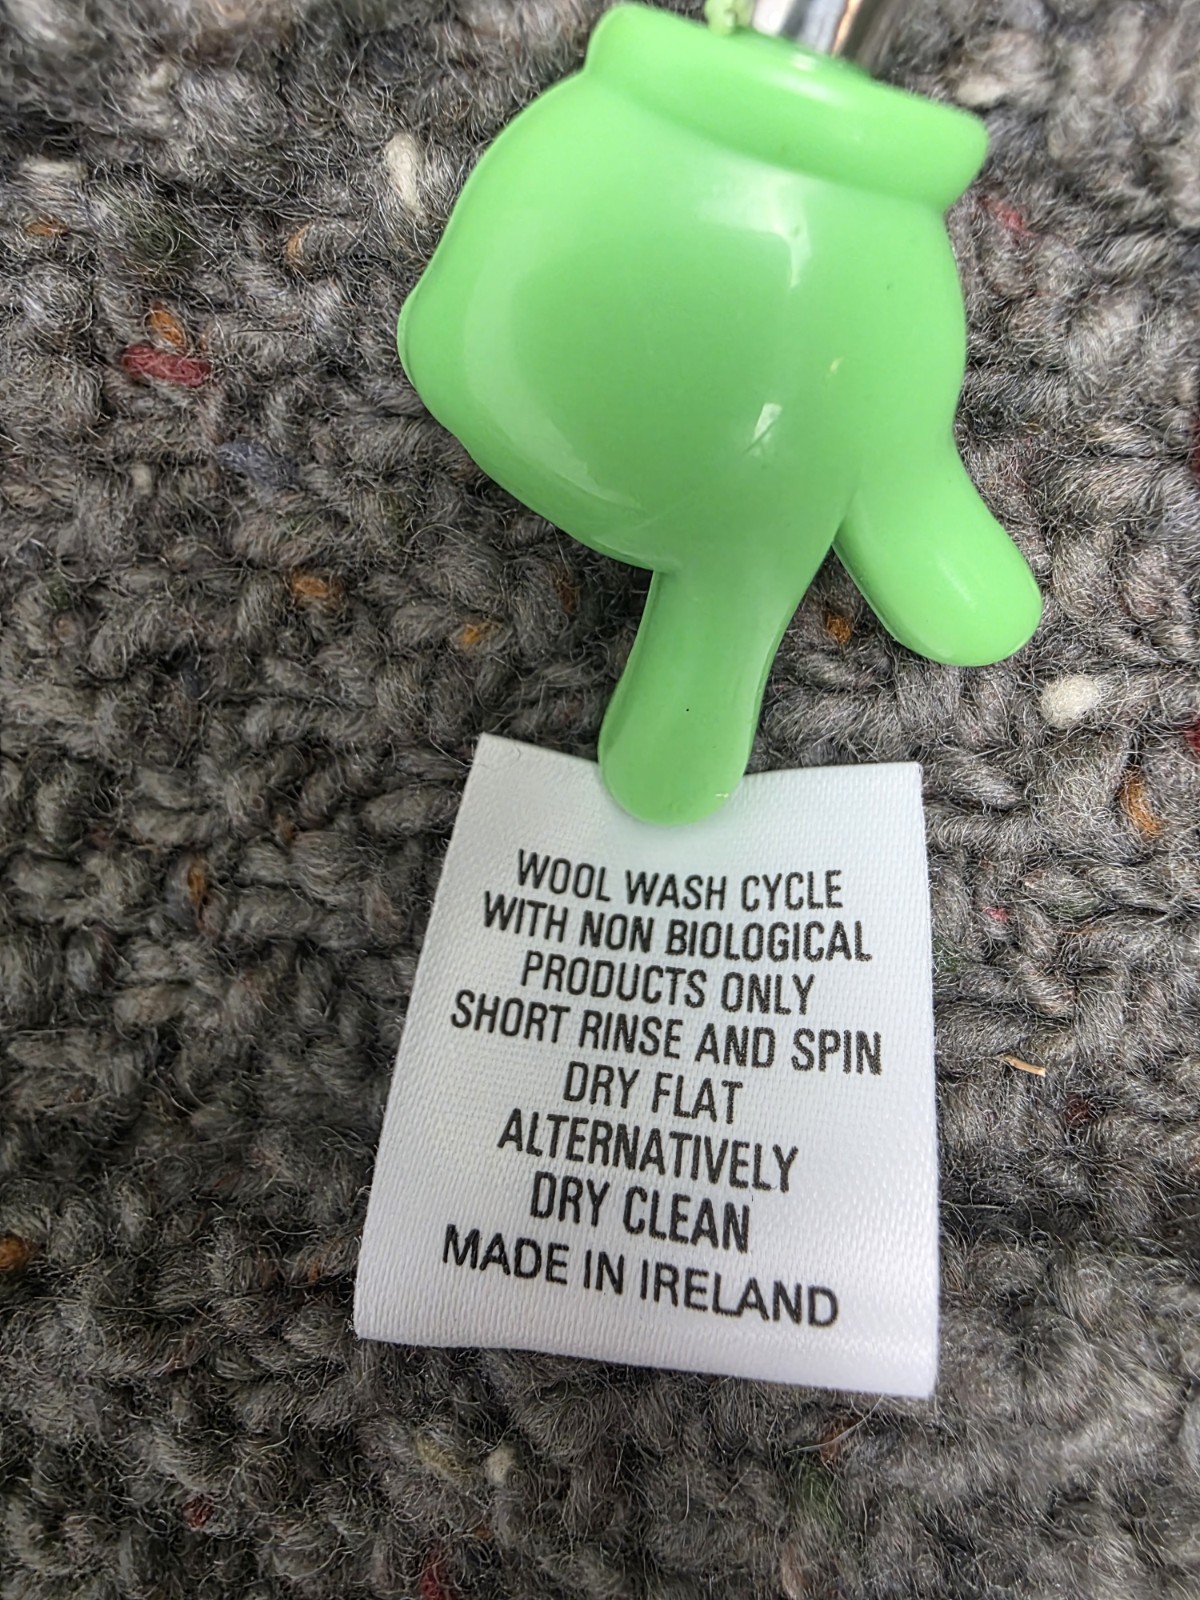 WOOL WASH CYCLE
WITH NON BIOLOGICAL
PRODUCTS ONLY
SHORT RINSE AND SPIN
DRY FLAT
ALTERNATIVELY
DRY CLEAN
MADE IN IRELAND